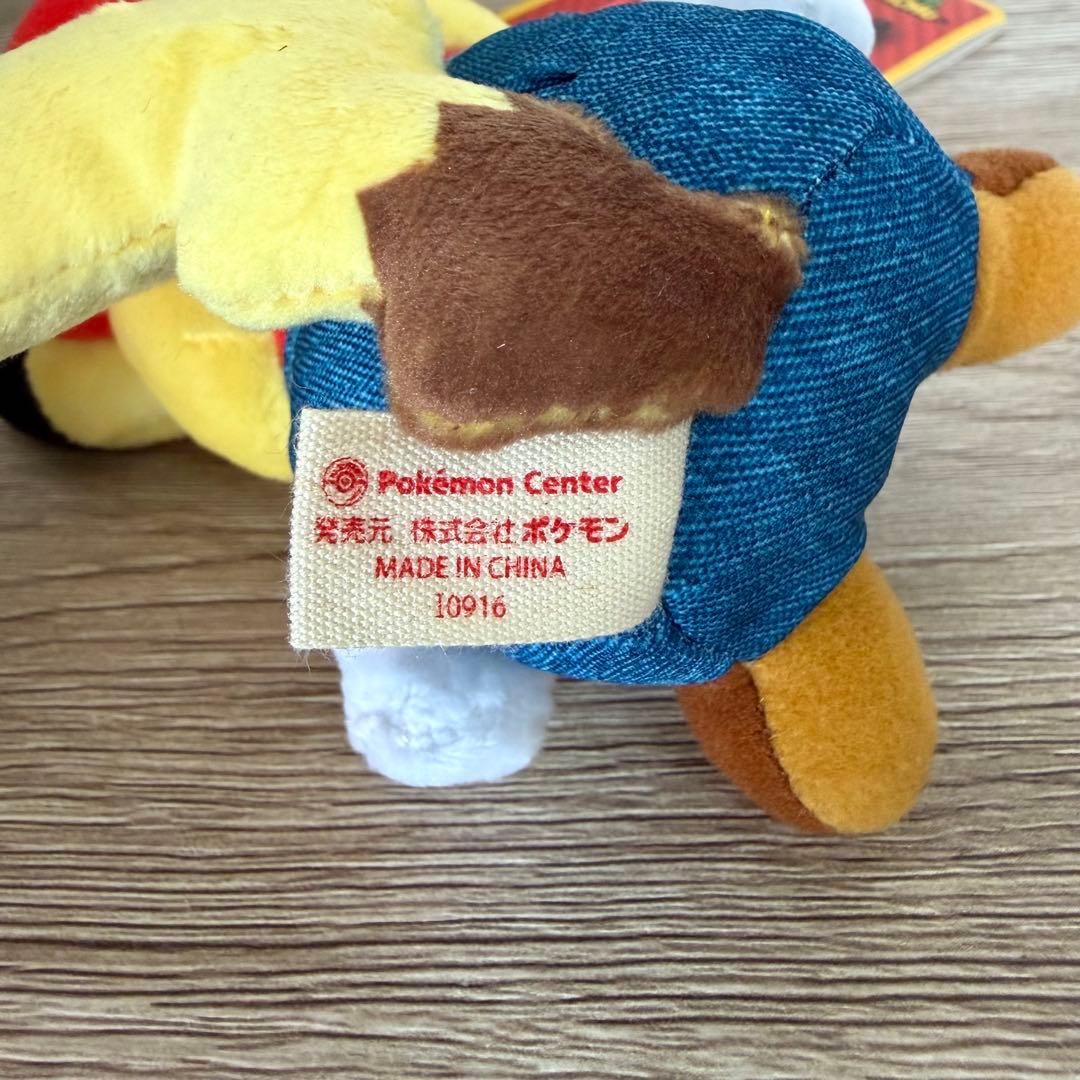 Pokémon Center
発売元 株式会社ポケモン
MADE IN CHINA
10916